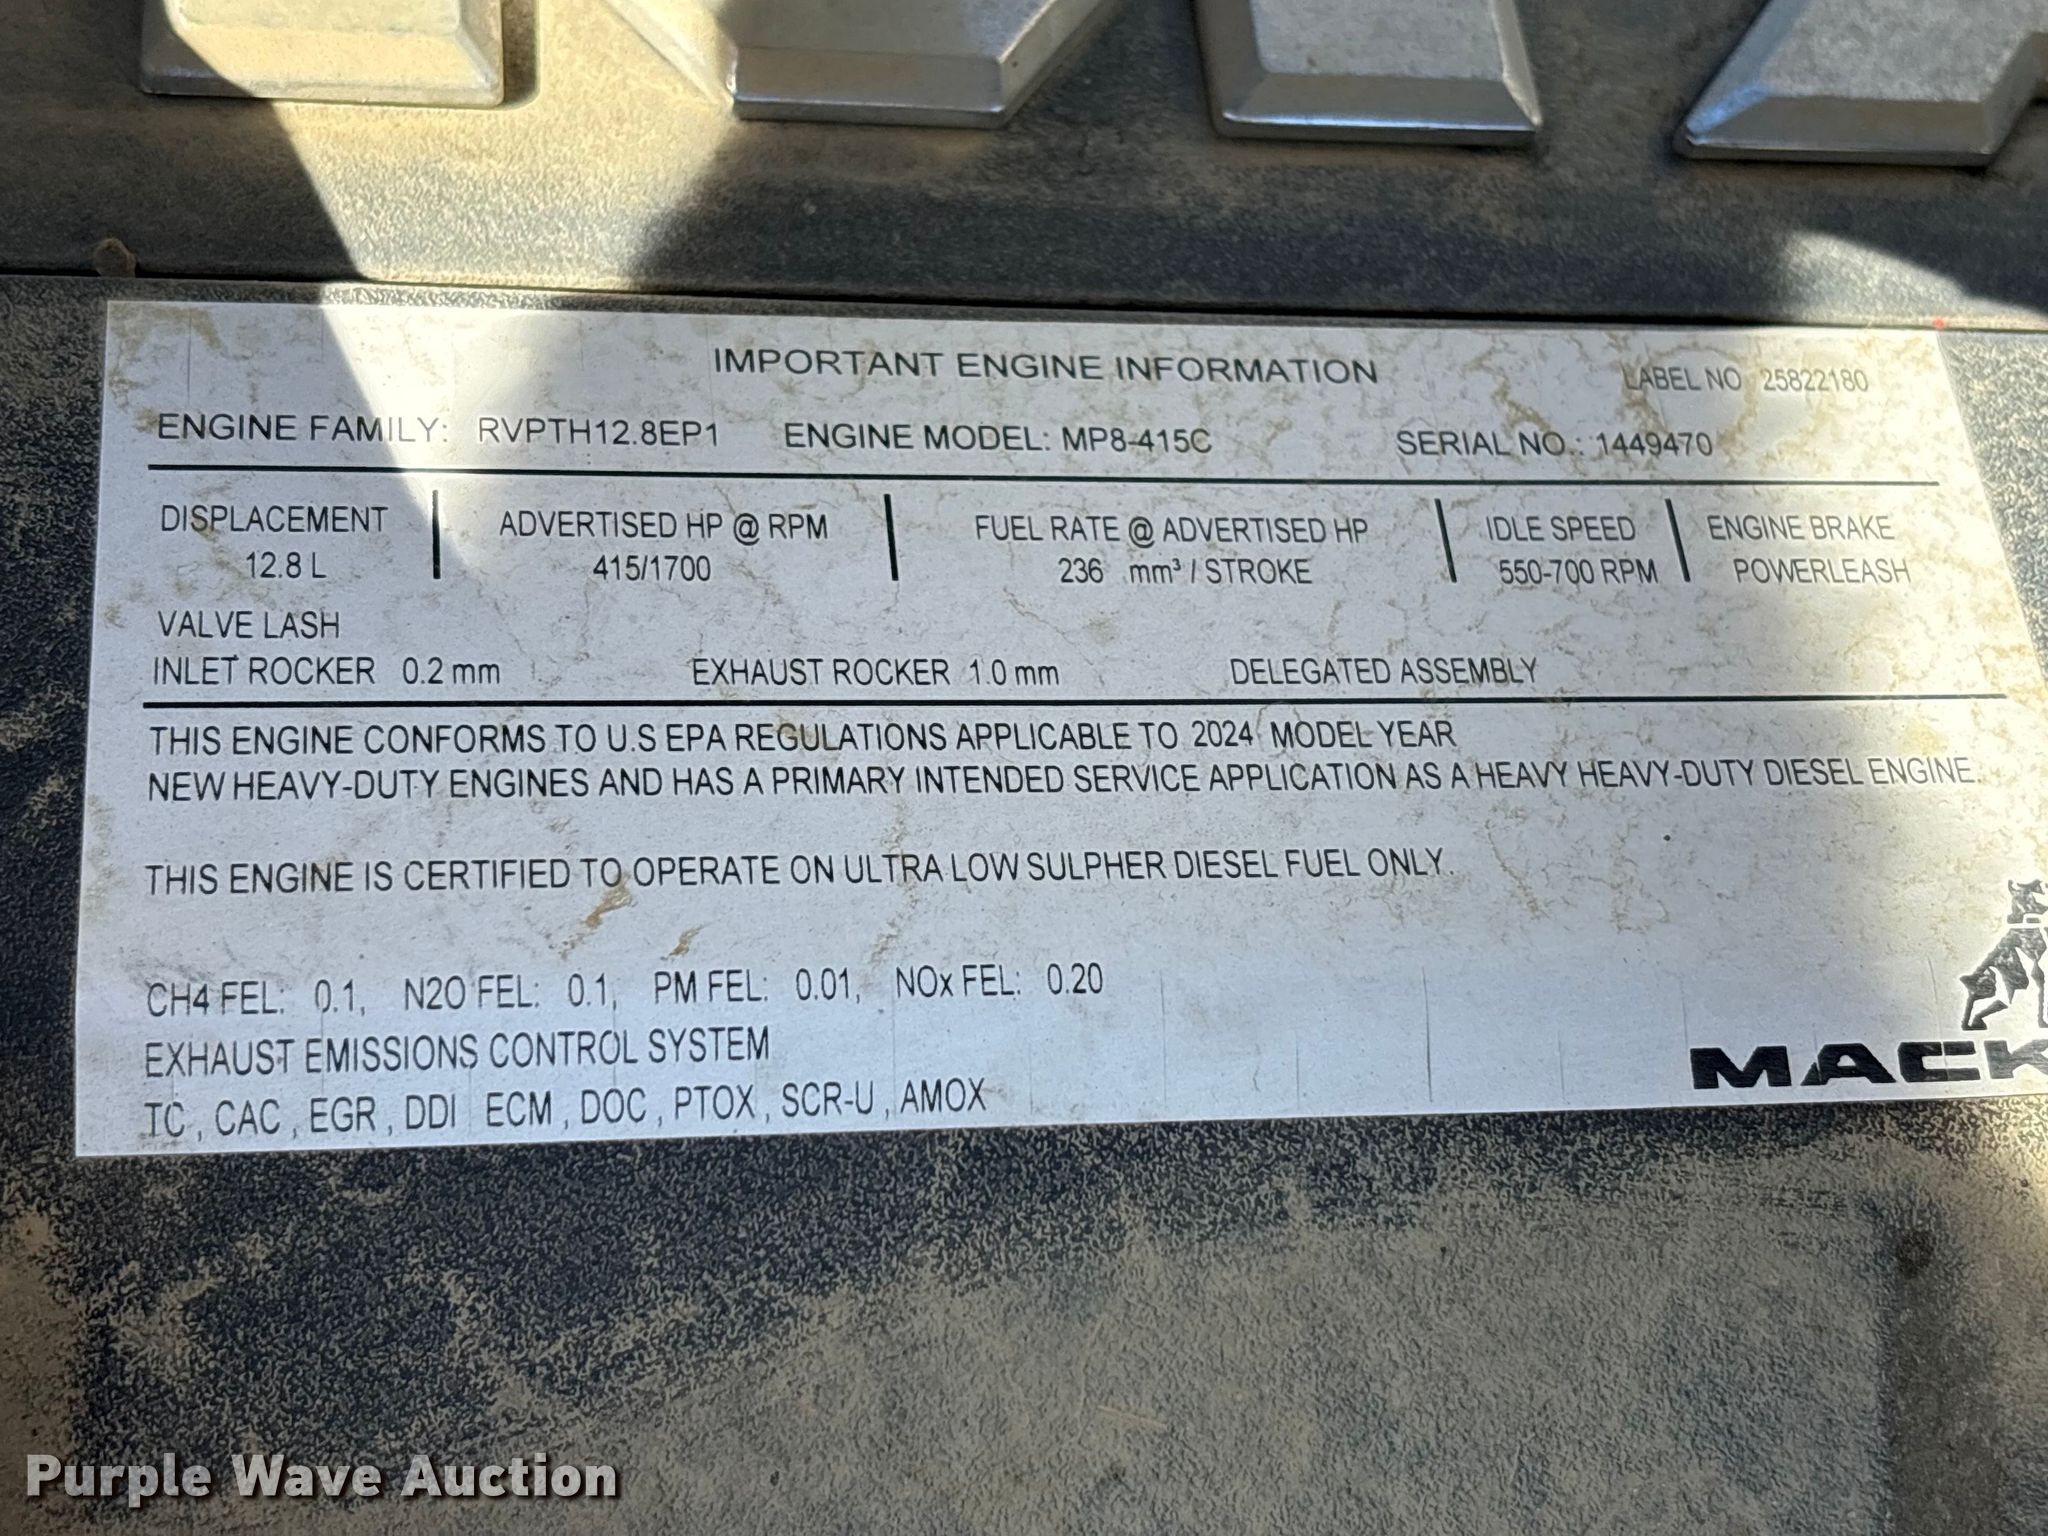 IMPORTANT ENGINE INFORMATION
LABEL NO 25822180
ENGINE FAMILY: RVPTH12.8EP1 ENGINE MODEL: MP8-415C SERIAL NO.: 1449470
DISPLACEMENT ADVERTISED HP @ RPM FUEL RATE @ ADVERTISED HP IDLE SPEED ENGINE BRAKE
12.8 L 415/1700 236 mm³ / STROKE 550-700 RPM POWERLEASH
VALVE LASH
INLET ROCKER 0.2 mm EXHAUST ROCKER 1.0 mm DELEGATED ASSEMBLY
THIS ENGINE CONFORMS TO U.S EPA REGULATIONS APPLICABLE TO 2024 MODEL YEAR
NEW HEAVY-DUTY ENGINES AND HAS A PRIMARY INTENDED SERVICE APPLICATION AS A HEAVY HEAVY-DUTY DIESEL ENGINE.
THIS ENGINE IS CERTIFIED TO OPERATE ON ULTRA LOW SULPHER DIESEL FUEL ONLY.
CH4 FEL: 0.1, N2O FEL: 0.1, PM FEL: 0.01, NOx FEL: 0.20
EXHAUST EMISSIONS CONTROL SYSTEM
TC , CAC , EGR , DDI ECM , DOC , PTOX , SCR-U , AMOX
MACK
Purple Wave Auction